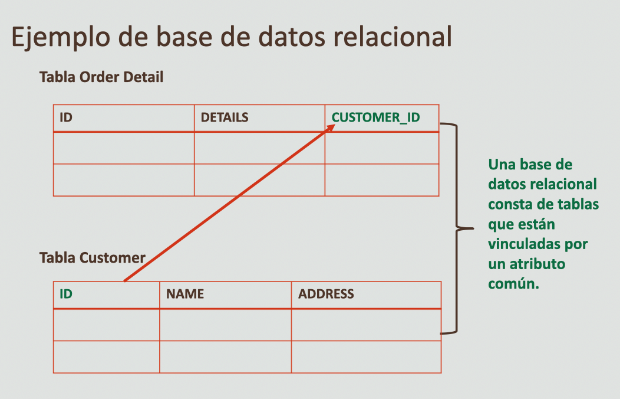 Ejemplo de base de datos relacional
Tabla Order Detail
ID DETAILS CUSTOMER_ID
Una base de
datos relacional
consta de tablas
que están
vinculadas por
un atributo
común.
Tabla Customer
ID NAME ADDRESS